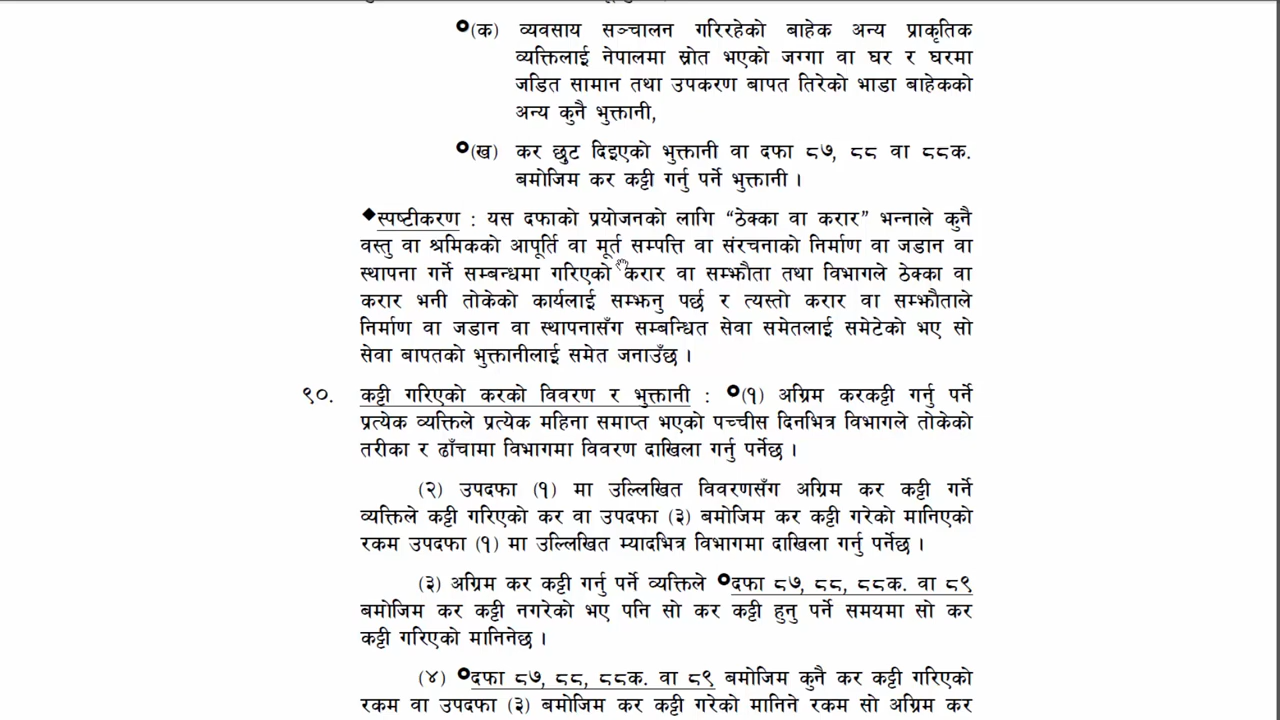 (क) व्यवसाय सञ्चालन गरिरहेको बाहेक अन्य प्राकृतिक
व्यक्तिलाई नेपालमा स्रोत भएको जग्गा वा घर र घरमा
जडित सामान तथा उपकरण बापत तिरेको भाडा बाहेकको
अन्य कुनै भुक्तानी,
(ख) कर छुट दिइएको भुक्तानी वा दफा ८७, ८८ वा ८८क.
बमोजिम कर कट्टी गर्नु पर्ने भुक्तानी ।
◆स्पष्टीकरण : यस दफाको प्रयोजनको लागि “ठेक्का वा करार” भन्नाले कुनै
वस्तु वा श्रमिकको आपूर्ति वा मूर्त सम्पत्ति वा संरचनाको निर्माण वा जडान वा
स्थापना गर्ने सम्बन्धमा गरिएको करार वा सम्झौता तथा विभागले ठेक्का वा
करार भनी तोकेको कार्यलाई सम्झनु पर्छ र त्यस्तो करार वा सम्झौताले
निर्माण वा जडान वा स्थापनासँग सम्बन्धित सेवा समेतलाई समेटेको भए सो
सेवा बापतको भुक्तानीलाई समेत जनाउँछ ।
९०. कट्टी गरिएको करको विवरण र भुक्तानी : (१) अग्रिम करकट्टी गर्नु पर्ने
प्रत्येक व्यक्तिले प्रत्येक महिना समाप्त भएको पच्चीस दिनभित्र विभागले तोकेको
तरीका र ढाँचामा विभागमा विवरण दाखिला गर्नु पर्नेछ ।
(२) उपदफा (१) मा उल्लिखित विवरणसँग अग्रिम कर कट्टी गर्ने
व्यक्तिले कट्टी गरिएको कर वा उपदफा (३) बमोजिम कर कट्टी गरेको मानिएको
रकम उपदफा (१) मा उल्लिखित म्यादभित्र विभागमा दाखिला गर्नु पर्नेछ ।
(३) अग्रिम कर कट्टी गर्नु पर्ने व्यक्तिले दफा ८७, ८८, ८८क. वा ८९
बमोजिम कर कट्टी नगरेको भए पनि सो कर कट्टी हुनु पर्ने समयमा सो कर
कट्टी गरिएको मानिनेछ ।
(४) दफा ८७, ८८, ८८क. वा ८९ बमोजिम कुनै कर कट्टी गरिएको
रकम वा उपदफा (३) बमोजिम कर कट्टी गरेको मानिने रकम सो अग्रिम कर